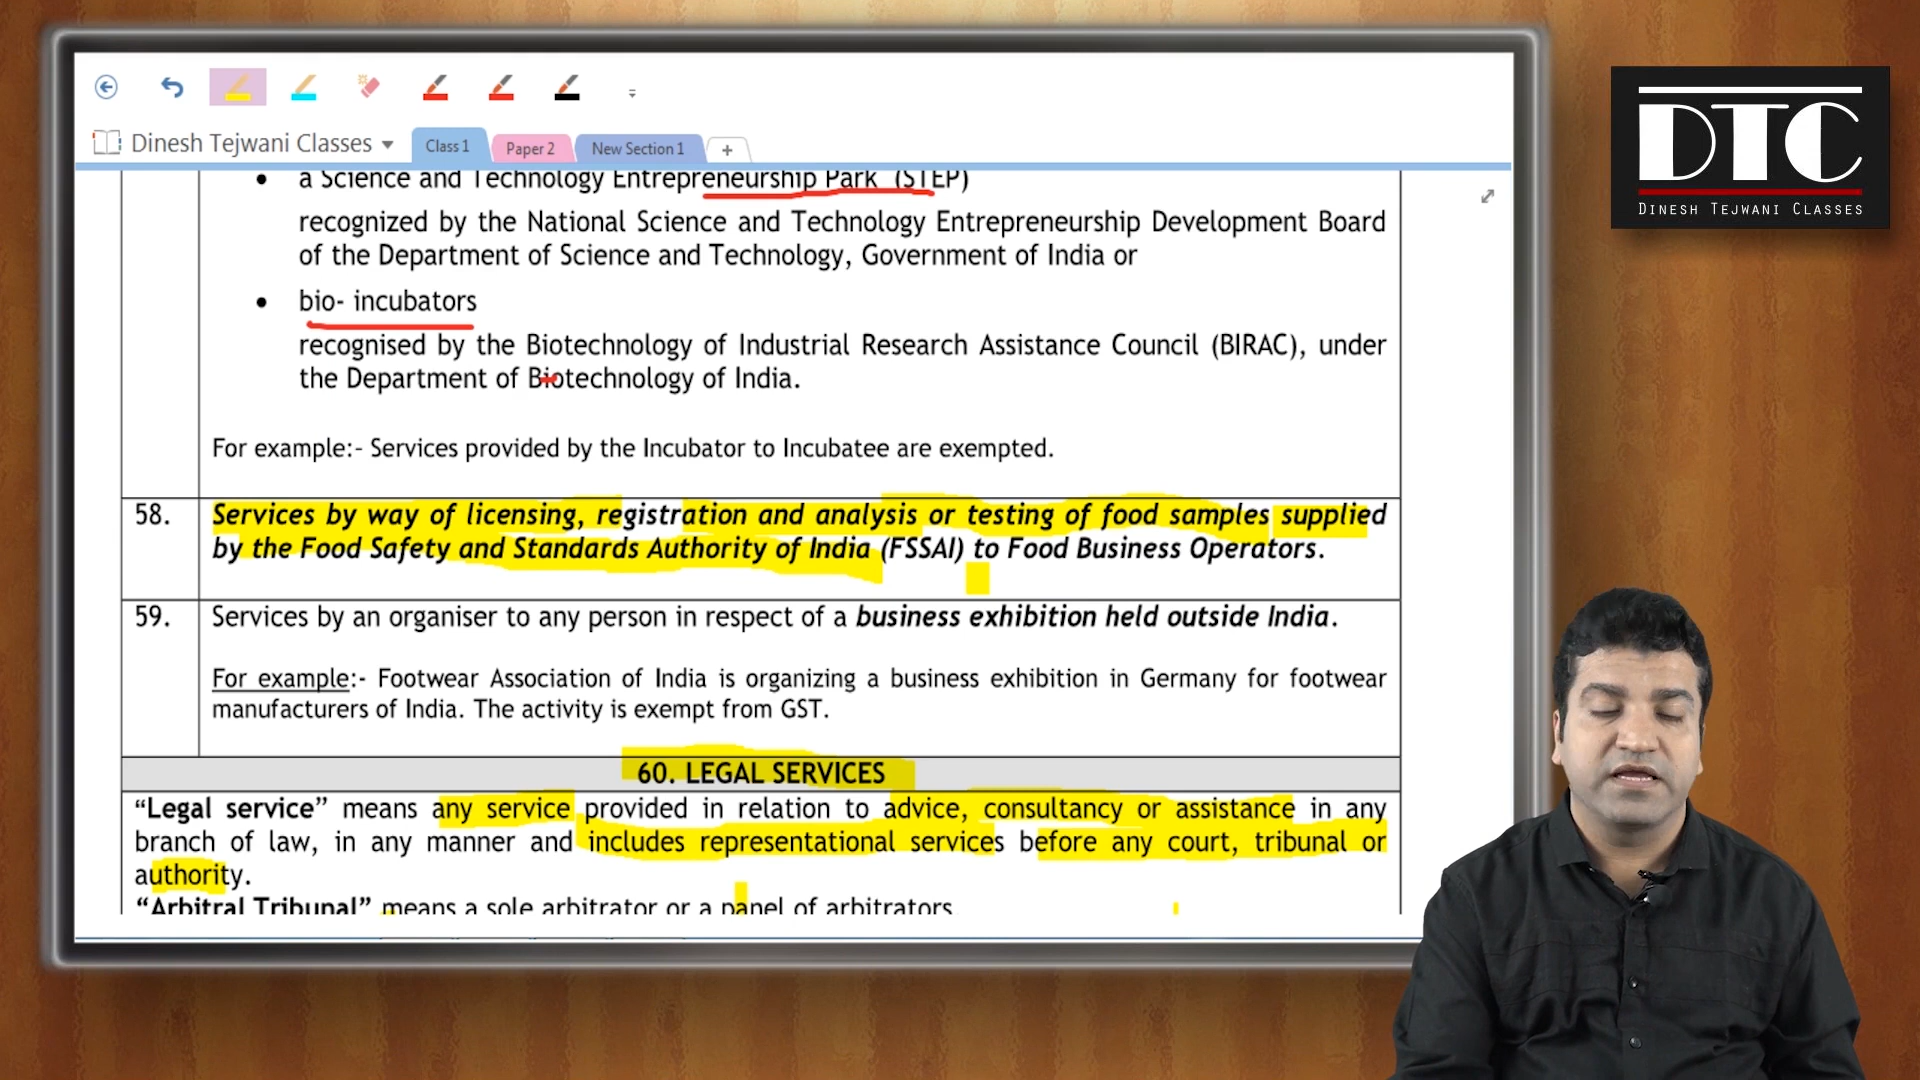 DTC
DINESH TEJWANI CLASSES
Dinesh Tejwani Classes
Class 1
Paper 2
New Section 1
• a Science and Technology Entrepreneurship Park (STEP)
recognized by the National Science and Technology Entrepreneurship Development Board
of the Department of Science and Technology, Government of India or
• bio- incubators
recognised by the Biotechnology of Industrial Research Assistance Council (BIRAC), under
the Department of Biotechnology of India.
For example:- Services provided by the Incubator to Incubatee are exempted.
58. Services by way of licensing, registration and analysis or testing of food samples supplied
by the Food Safety and Standards Authority of India (FSSAI) to Food Business Operators.
59. Services by an organiser to any person in respect of a business exhibition held outside India.
For example:- Footwear Association of India is organizing a business exhibition in Germany for footwear
manufacturers of India. The activity is exempt from GST.
60. LEGAL SERVICES
“Legal service” means any service provided in relation to advice, consultancy or assistance in any
branch of law, in any manner and includes representational services before any court, tribunal or
authority.
“Arbitral Tribunal” means a sole arbitrator or a panel of arbitrators.